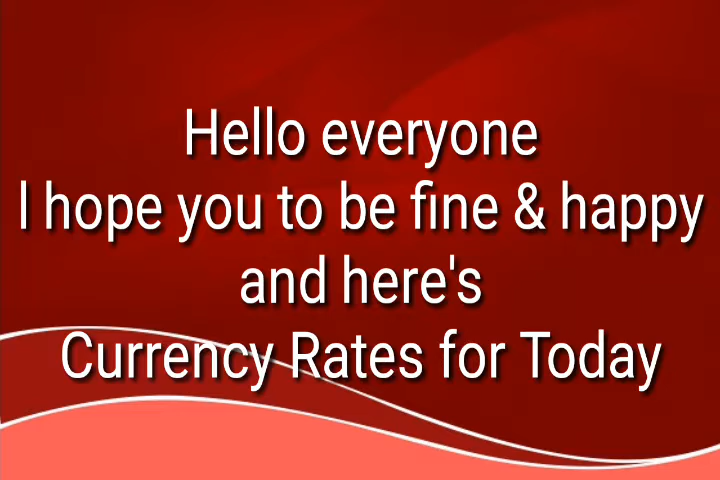 Hello everyone
I hope you to be fine & happy
and here's
Currency Rates for Today